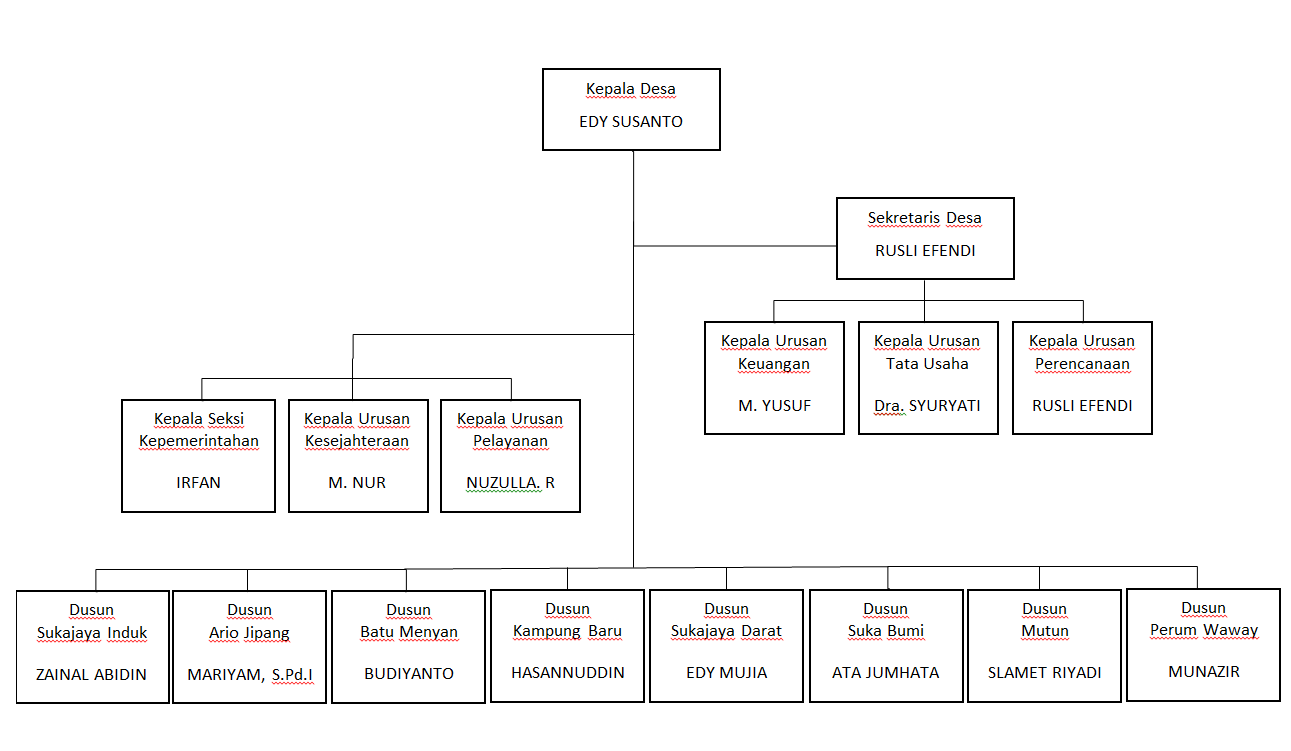 Kepala Desa
EDY SUSANTO
Sekretaris Desa
RUSLI EFENDI
Kepala Urusan
Keuangan
M. YUSUF
Kepala Urusan
Tata Usaha
Dra. SYURYATI
Kepala Urusan
Perencanaan
RUSLI EFENDI
Kepala Seksi
Kepemerintahan
IRFAN
Kepala Urusan
Kesejahteraan
M. NUR
Kepala Urusan
Pelayanan
NUZULLA. R
Dusun
Sukajaya Induk
ZAINAL ABIDIN
Dusun
Ario Jipang
MARIYAM, S.Pd.I
Dusun
Batu Menyan
BUDIYANTO
Dusun
Kampung Baru
HASANNUDDIN
Dusun
Sukajaya Darat
EDY MUJIA
Dusun
Suka Bumi
ATA JUMHATA
Dusun
Mutun
SLAMET RIYADI
Dusun
Perum Waway
MUNAZIR